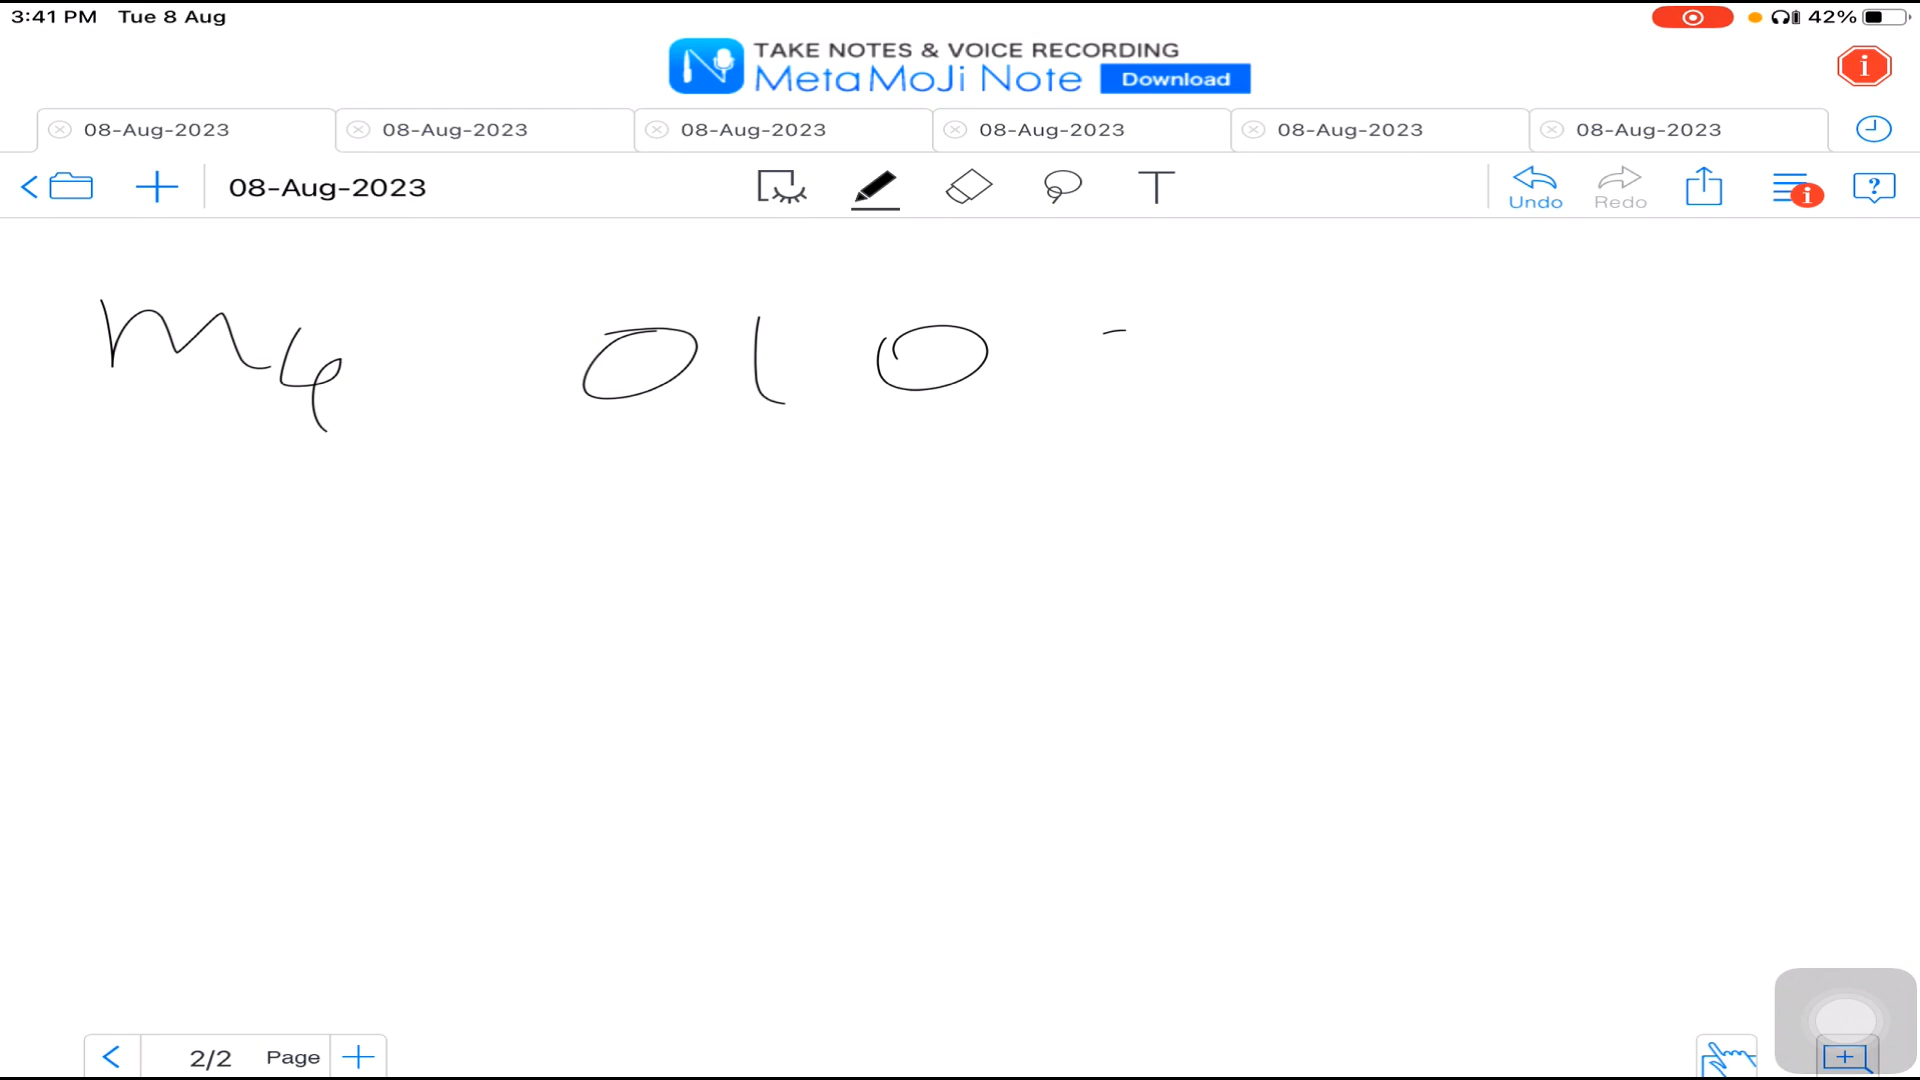 3:41 PM Tue 8 Aug 42%
TAKE NOTES & VOICE RECORDING
MetaMoJi Note Download
08-Aug-2023 08-Aug-2023 08-Aug-2023 08-Aug-2023 08-Aug-2023 08-Aug-2023
08-Aug-2023 T Undo Redo
m4 010
2/2 Page